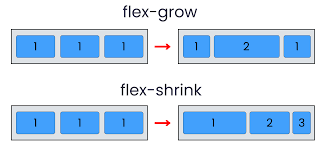 flex-grow
1 1 1 1 2 1
flex-shrink
1 1 1 1 2 3